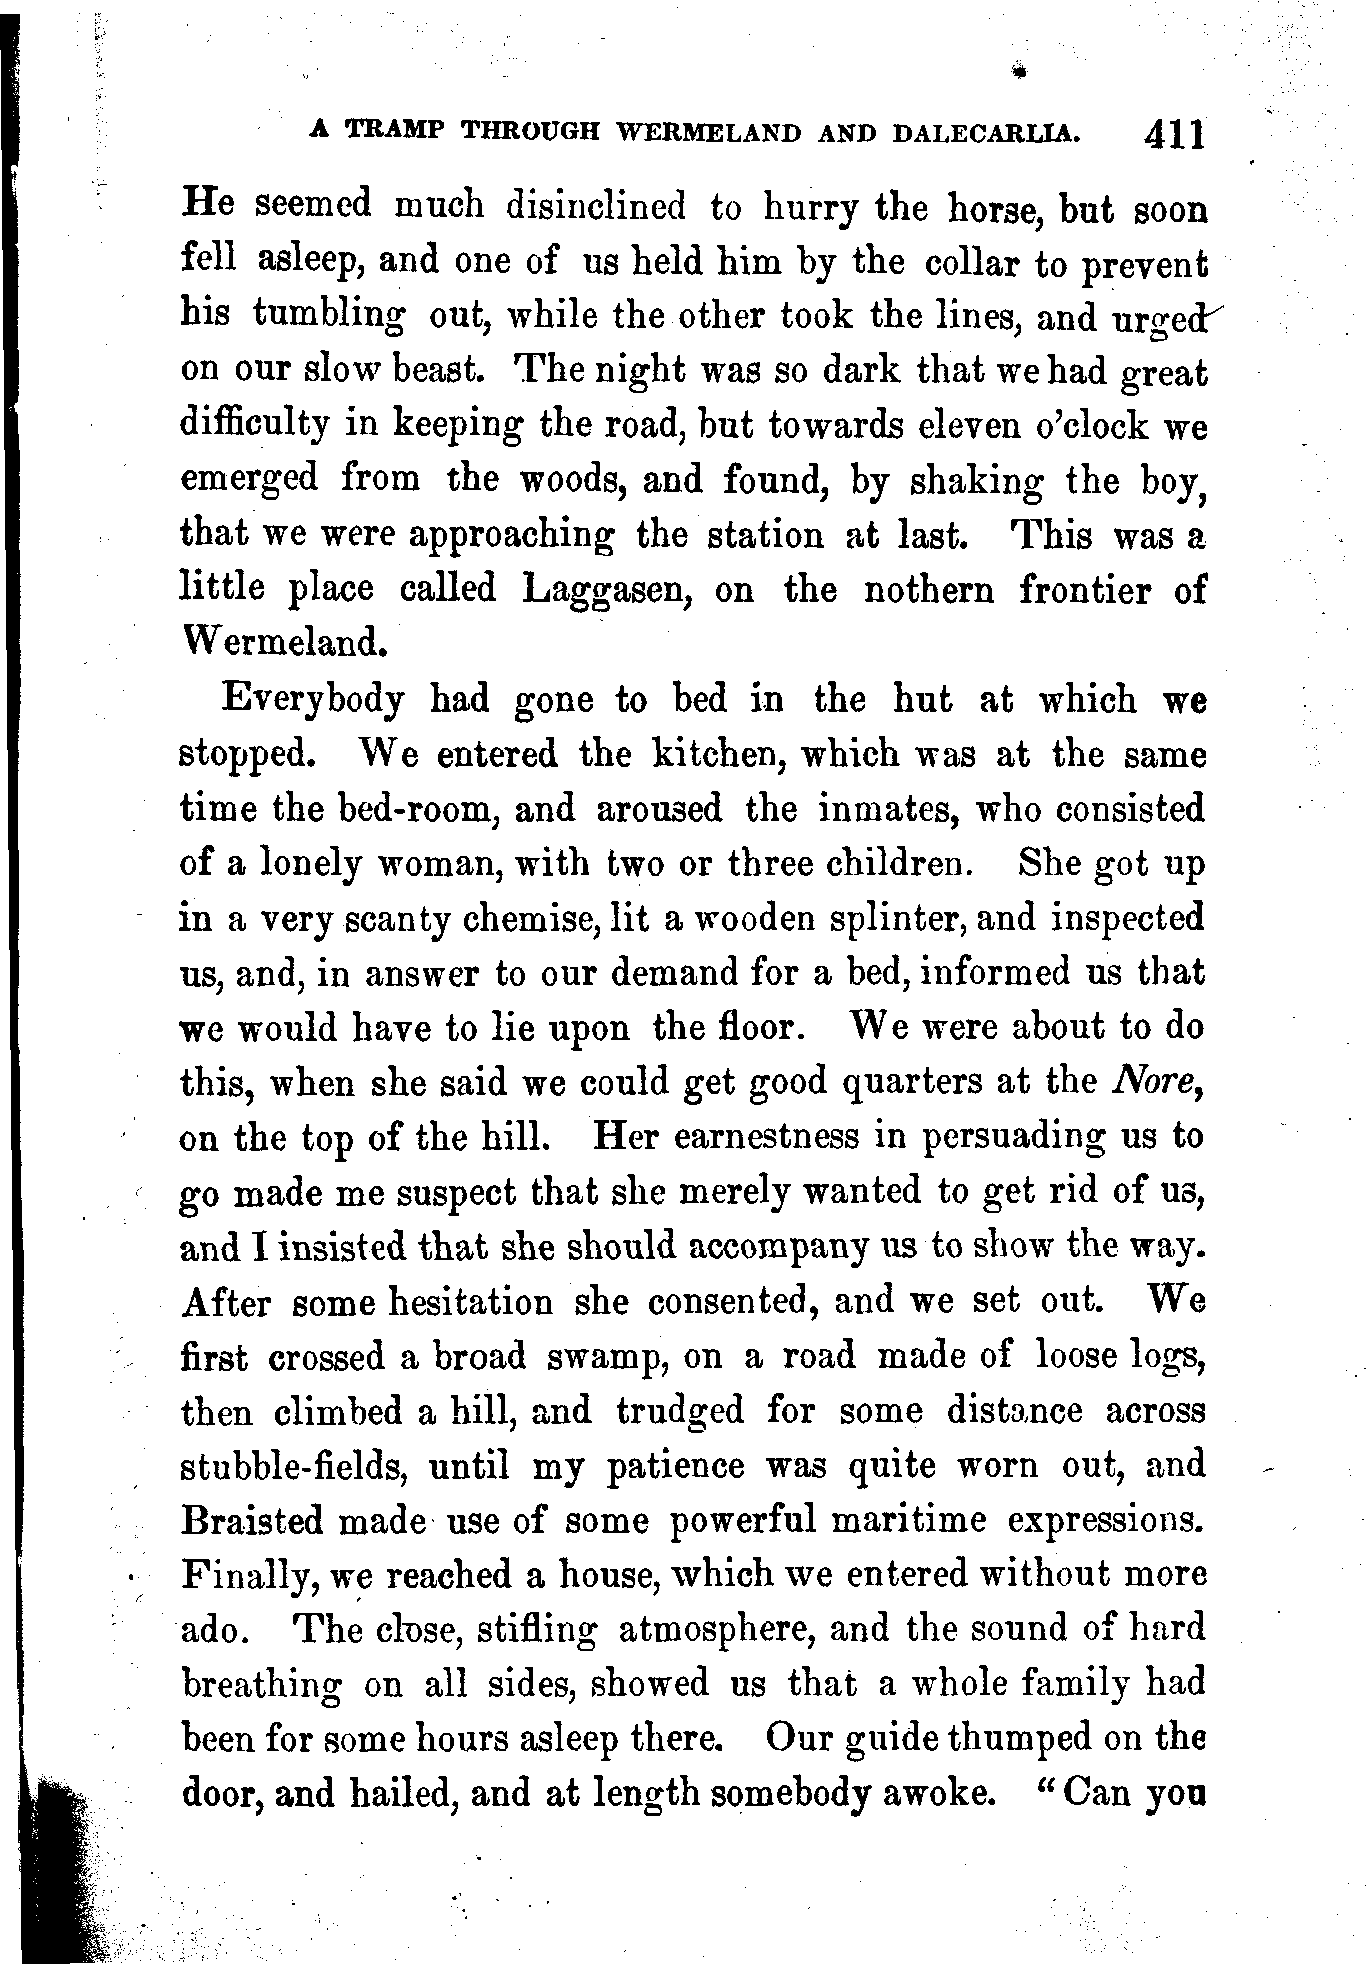 A TRAMP THROUGH WERMELAND AND DALECARLIA. 411
He seemed much disinclined to hurry the horse, but soon
fell asleep, and one of us held him by the collar to prevent
his tumbling out, while the other took the lines, and urged
on our slow beast. The night was so dark that we had great
difficulty in keeping the road, but towards eleven o'clock we
emerged from the woods, and found, by shaking the boy,
that we were approaching the station at last. This was a
little place called Laggasen, on the nothern frontier of
Wermeland.
Everybody had gone to bed in the hut at which we
stopped. We entered the kitchen, which was at the same
time the bed-room, and aroused the inmates, who consisted
of a lonely woman, with two or three children. She got up
in a very scanty chemise, lit a wooden splinter, and inspected
us, and, in answer to our demand for a bed, informed us that
we would have to lie upon the floor. We were about to do
this, when she said we could get good quarters at the Nore,
on the top of the hill. Her earnestness in persuading us to
go made me suspect that she merely wanted to get rid of us,
and I insisted that she should accompany us to show the way.
After some hesitation she consented, and we set out. We
first crossed a broad swamp, on a road made of loose logs,
then climbed a hill, and trudged for some distance across
stubble-fields, until my patience was quite worn out, and
Braisted made use of some powerful maritime expressions.
Finally, we reached a house, which we entered without more
ado. The close, stifling atmosphere, and the sound of hard
breathing on all sides, showed us that a whole family had
been for some hours asleep there. Our guide thumped on the
door, and hailed, and at length somebody awoke. "Can you